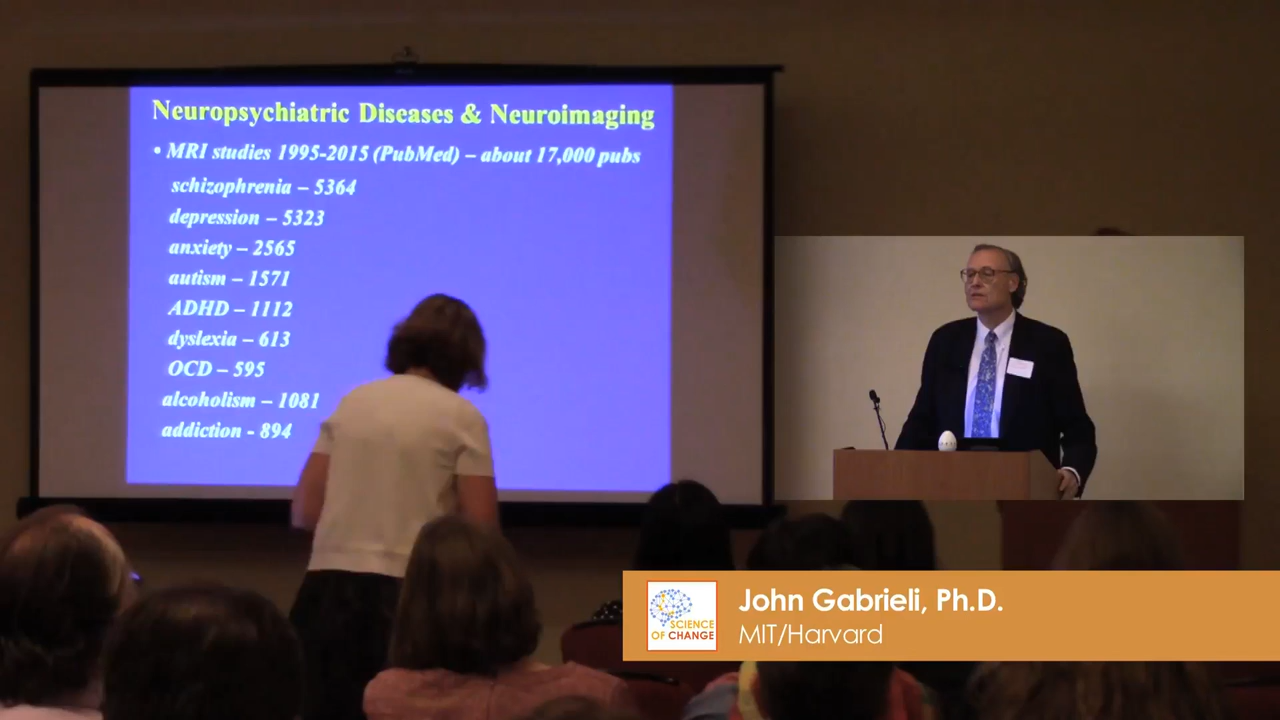 Neuropsychiatric Diseases & Neuroimaging
• MRI studies 1995-2015 (PubMed) – about 17,000 pubs
schizophrenia – 5364
depression – 5323
anxiety – 2565
autism – 1571
ADHD – 1112
dyslexia – 613
OCD – 595
alcoholism – 1081
addiction - 894
SCIENCE
OF CHANGE
John Gabrieli, Ph.D.
MIT/Harvard